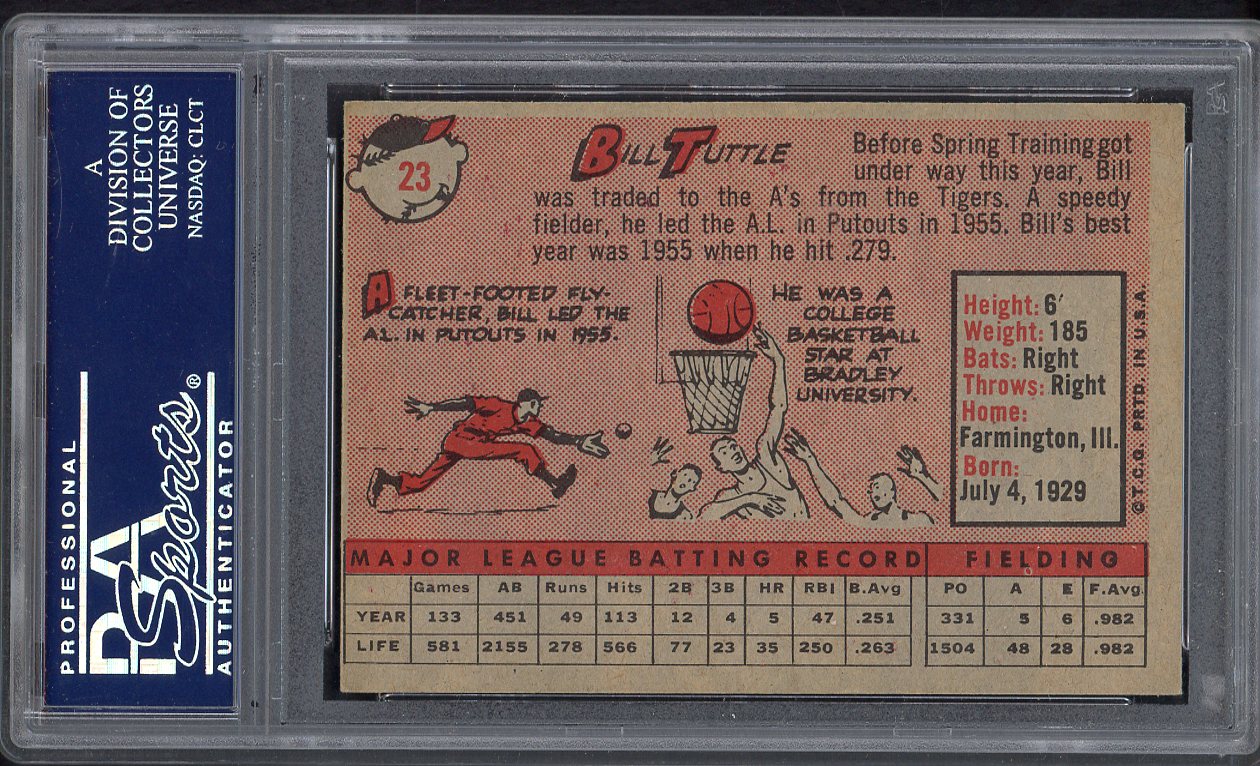 A
DIVISION OF
COLLECTORS
UNIVERSE
NASDAQ: CLCT
PROFESSIONAL
PSA
Sports®
AUTHENTICATOR
23
BILL TUTTLE
Before Spring Training got
under way this year, Bill
was traded to the A's from the Tigers. A speedy
fielder, he led the A.L. in Putouts in 1955. Bill's best
year was 1955 when he hit .279.
A FLEET-FOOTED FLY-
CATCHER, BILL LED THE
A.L. IN PUTOUTS IN 1955.
HE WAS A
COLLEGE
BASKETBALL
STAR AT
BRADLEY
UNIVERSITY.
Height: 6'
Weight: 185
Bats: Right
Throws: Right
Home:
Farmington, Ill.
Born:
July 4, 1929
© T.C.G. PRTD. IN U.S.A.
MAJOR LEAGUE BATTING RECORD FIELDING
Games AB Runs Hits 2B 3B HR RBI B.Avg PO A E F.Avg.
YEAR 133 451 49 113 12 4 5 47 .251 331 5 6 .982
LIFE 581 2155 278 566 77 23 35 250 .263 1504 48 28 .982
PSA